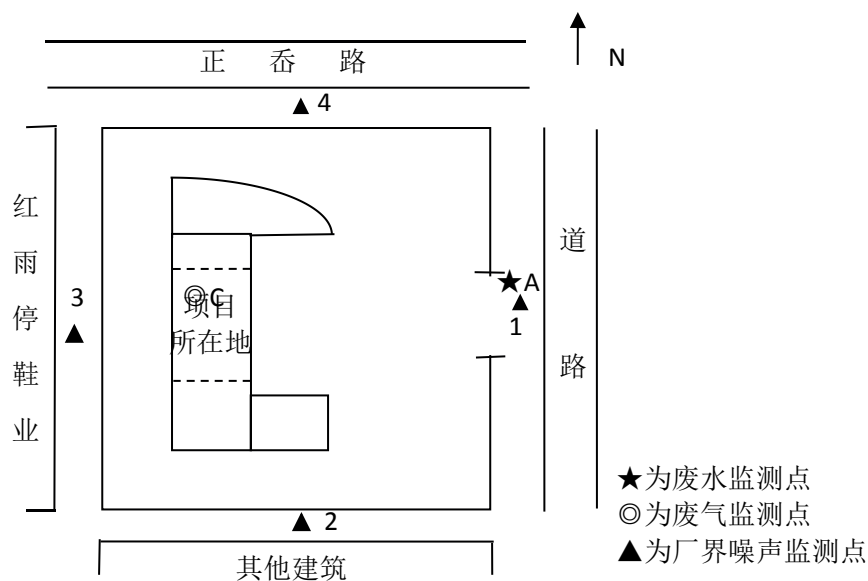 正岙路
N
▲4
红雨停鞋业
道路
3
▲
◎C
项目
所在地
★A
▲
1
▲2
其他建筑
★为废水监测点
◎为废气监测点
▲为厂界噪声监测点